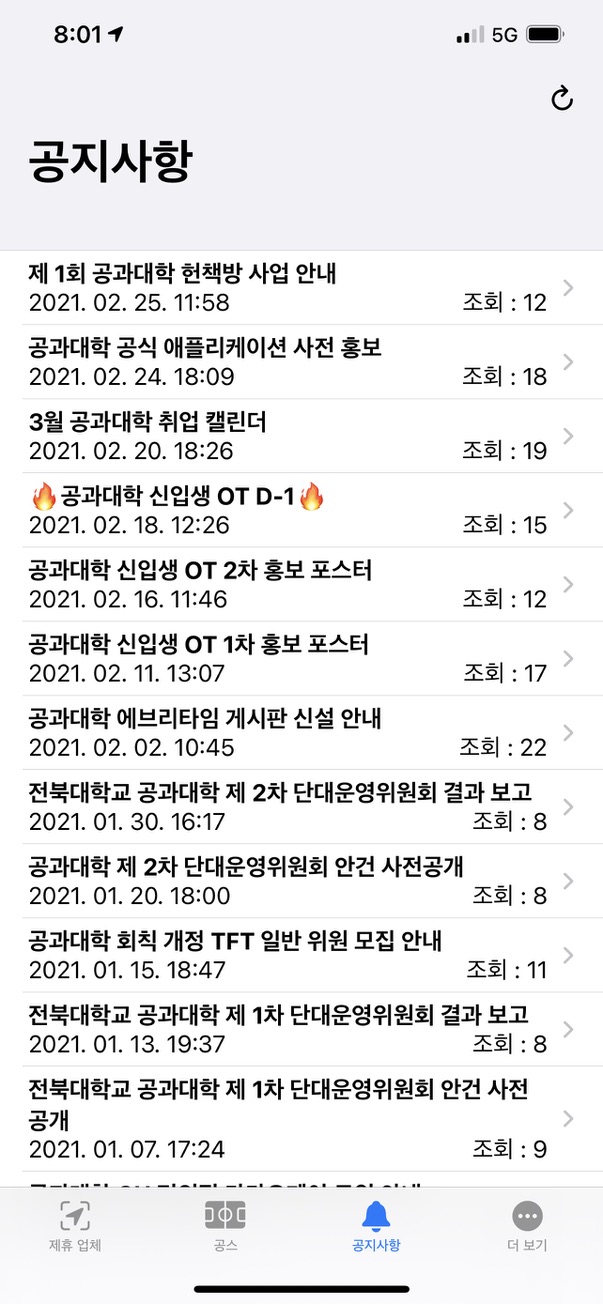 8:01
5G
공지사항
제 1회 공과대학 헌책방 사업 안내
2021. 02. 25. 11:58 조회 : 12
공과대학 공식 애플리케이션 사전 홍보
2021. 02. 24. 18:09 조회 : 18
3월 공과대학 취업 캘린더
2021. 02. 20. 18:26 조회 : 19
🔥공과대학 신입생 OT D-1🔥
2021. 02. 18. 12:26 조회 : 15
공과대학 신입생 OT 2차 홍보 포스터
2021. 02. 16. 11:46 조회 : 12
공과대학 신입생 OT 1차 홍보 포스터
2021. 02. 11. 13:07 조회 : 17
공과대학 에브리타임 게시판 신설 안내
2021. 02. 02. 10:45 조회 : 22
전북대학교 공과대학 제 2차 단대운영위원회 결과 보고
2021. 01. 30. 16:17 조회 : 8
공과대학 제 2차 단대운영위원회 안건 사전공개
2021. 01. 20. 18:00 조회 : 8
공과대학 회칙 개정 TFT 일반 위원 모집 안내
2021. 01. 15. 18:47 조회 : 11
전북대학교 공과대학 제 1차 단대운영위원회 결과 보고
2021. 01. 13. 19:37 조회 : 8
전북대학교 공과대학 제 1차 단대운영위원회 안건 사전
공개
2021. 01. 07. 17:24 조회 : 9
제휴 업체
공스
공지사항
더 보기